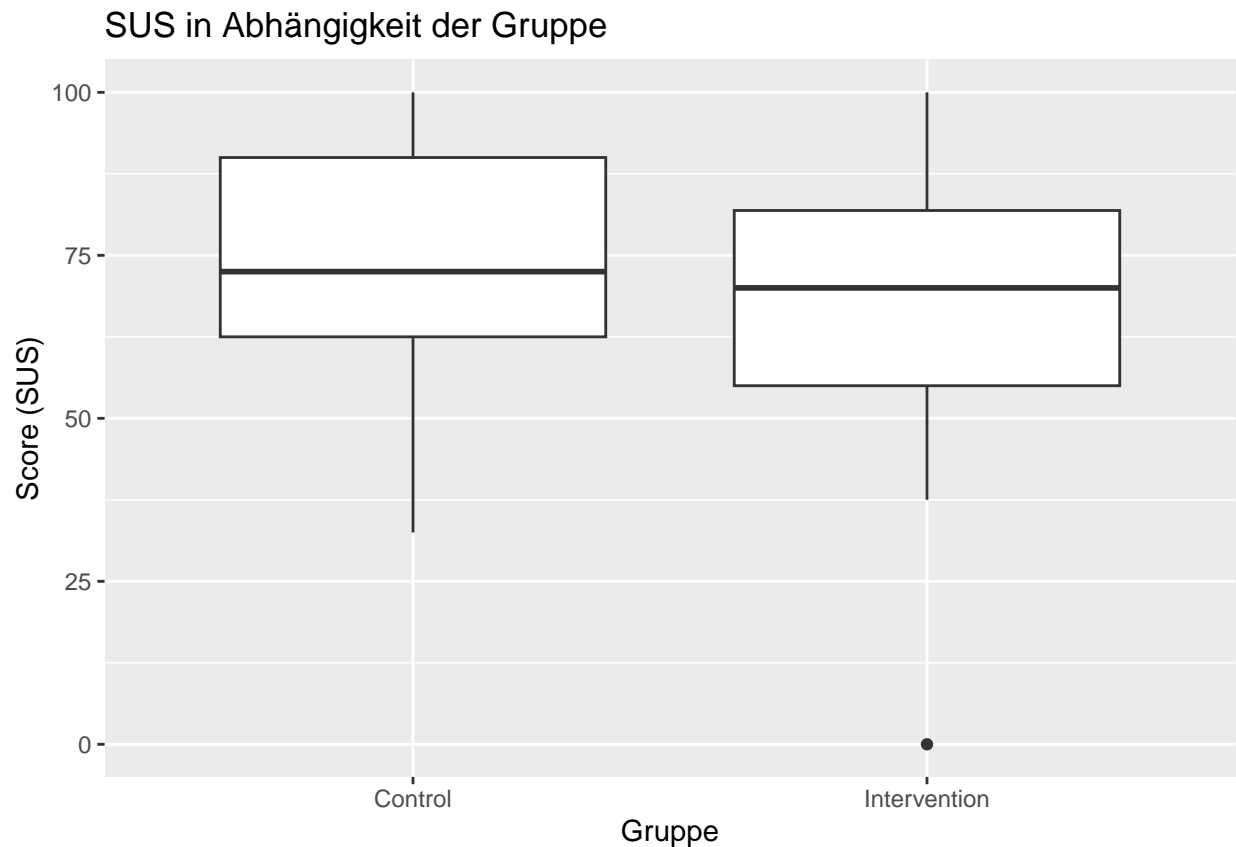 SUS in Abhängigkeit der Gruppe
Score (SUS)
100
75
50
25
0
Control
Intervention
Gruppe